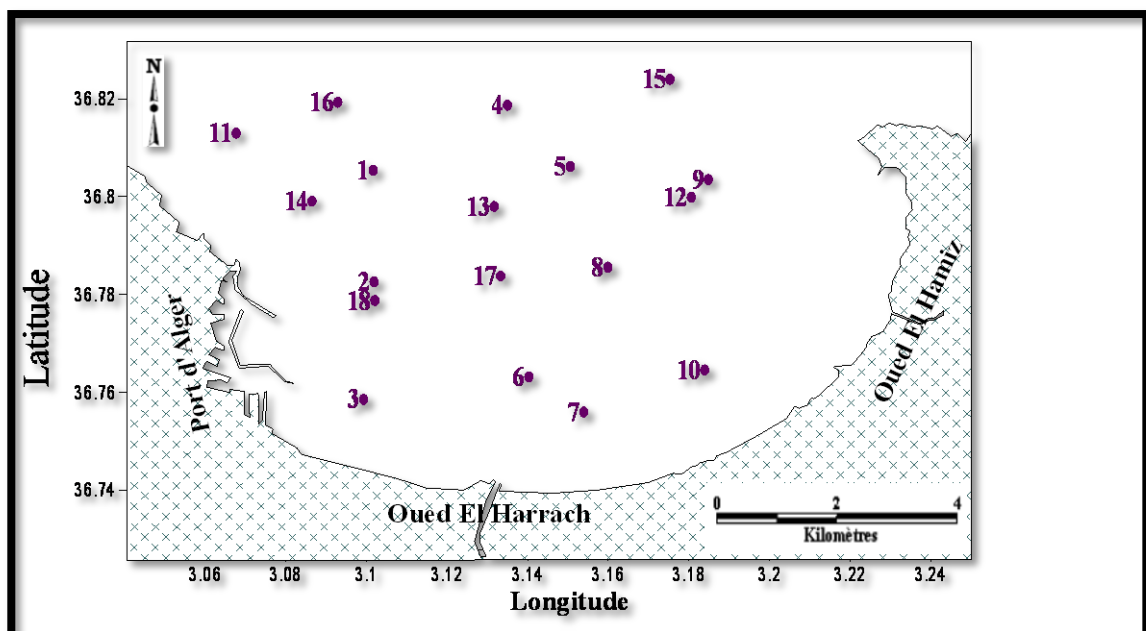 N
36.82
36.8
36.78
36.76
36.74
Latitude
15
16
4
11
1
5
9
14
12
13
2
17
8
18
6
10
3
7
Port d'Alger
Oued El Hamiz
Oued El Harrach
0 2 4
Kilomètres
3.06 3.08 3.1 3.12 3.14 3.16 3.18 3.2 3.22 3.24
Longitude